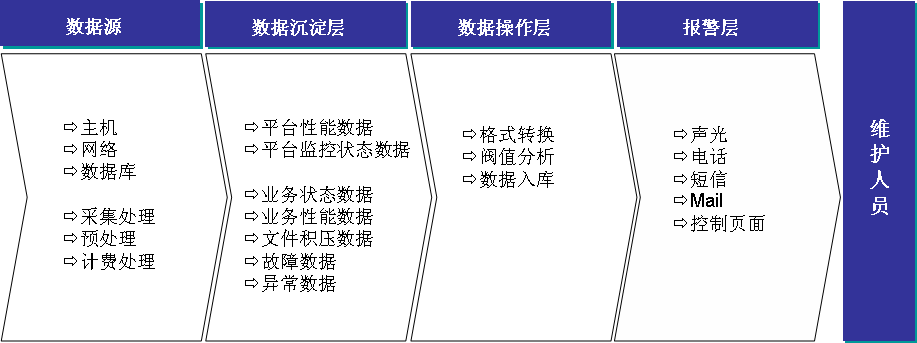 数据源
数据沉淀层
数据操作层
报警层
⇨主机
⇨网络
⇨数据库
⇨采集处理
⇨预处理
⇨计费处理
⇨平台性能数据
⇨平台监控状态数据
⇨业务状态数据
⇨业务性能数据
⇨文件积压数据
⇨故障数据
⇨异常数据
⇨格式转换
⇨阀值分析
⇨数据入库
⇨声光
⇨电话
⇨短信
⇨Mail
⇨控制页面
维护人员